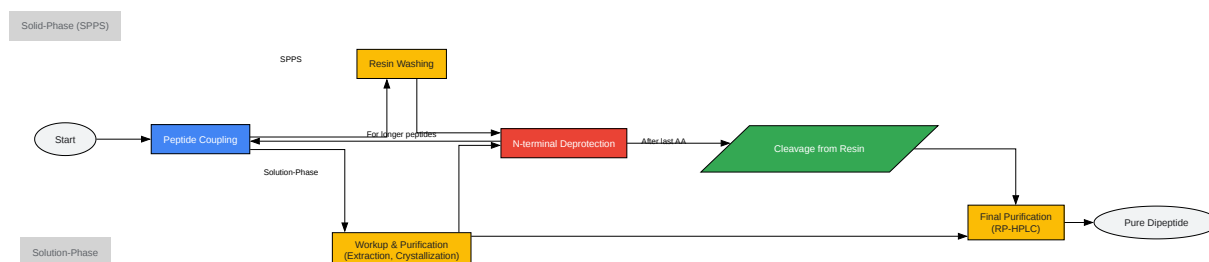 Solid-Phase (SPPS)
SPPS
Resin Washing
Start
Peptide Coupling
For longer peptides
N-terminal Deprotection
After last AA
Cleavage from Resin
Solution-Phase
Final Purification
(RP-HPLC)
Pure Dipeptide
Workup & Purification
(Extraction, Crystallization)
Solution-Phase